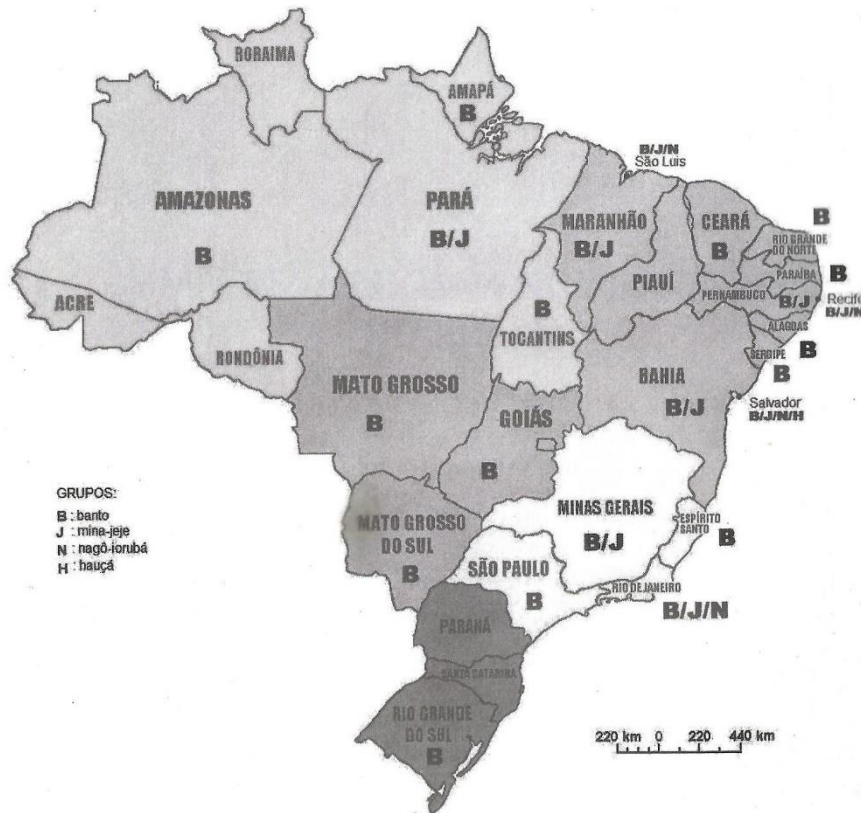 RORAIMA
AMAPÁ
B
B/J/N
São Luis
AMAZONAS
B
PARÁ
B/J
MARANHÃO
B/J
CEARÁ
B
B
RIO GRANDE
DO NORTE
PARAÍBA
B
PIAUÍ
PERNAMBUCO
B/J
Recife
B/J/N
ALAGOAS
B
SERGIPE
B
ACRE
RONDÔNIA
B
TOCANTINS
MATO GROSSO
B
BAHIA
B/J
Salvador
B/J/N/H
GOIÁS
B
MINAS GERAIS
B/J
ESPÍRITO
SANTO
B
MATO GROSSO
DO SUL
B
SÃO PAULO
B
RIO DE JANEIRO
B/J/N
PARANÁ
SANTA CATARINA
RIO GRANDE
DO SUL
B
GRUPOS:
B : banto
J : mina-jeje
N : nagô-iorubá
H : hauçá
220 km 0 220 440 km